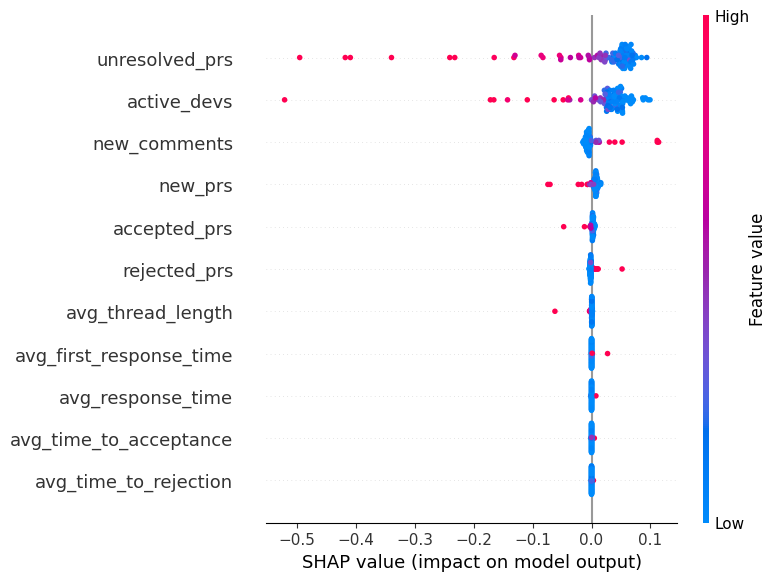 High
unresolved_prs
active_devs
new_comments
new_prs
accepted_prs
rejected_prs
avg_thread_length
avg_first_response_time
avg_response_time
avg_time_to_acceptance
avg_time_to_rejection
Feature value
Low
−0.5 −0.4 −0.3 −0.2 −0.1 0.0 0.1
SHAP value (impact on model output)